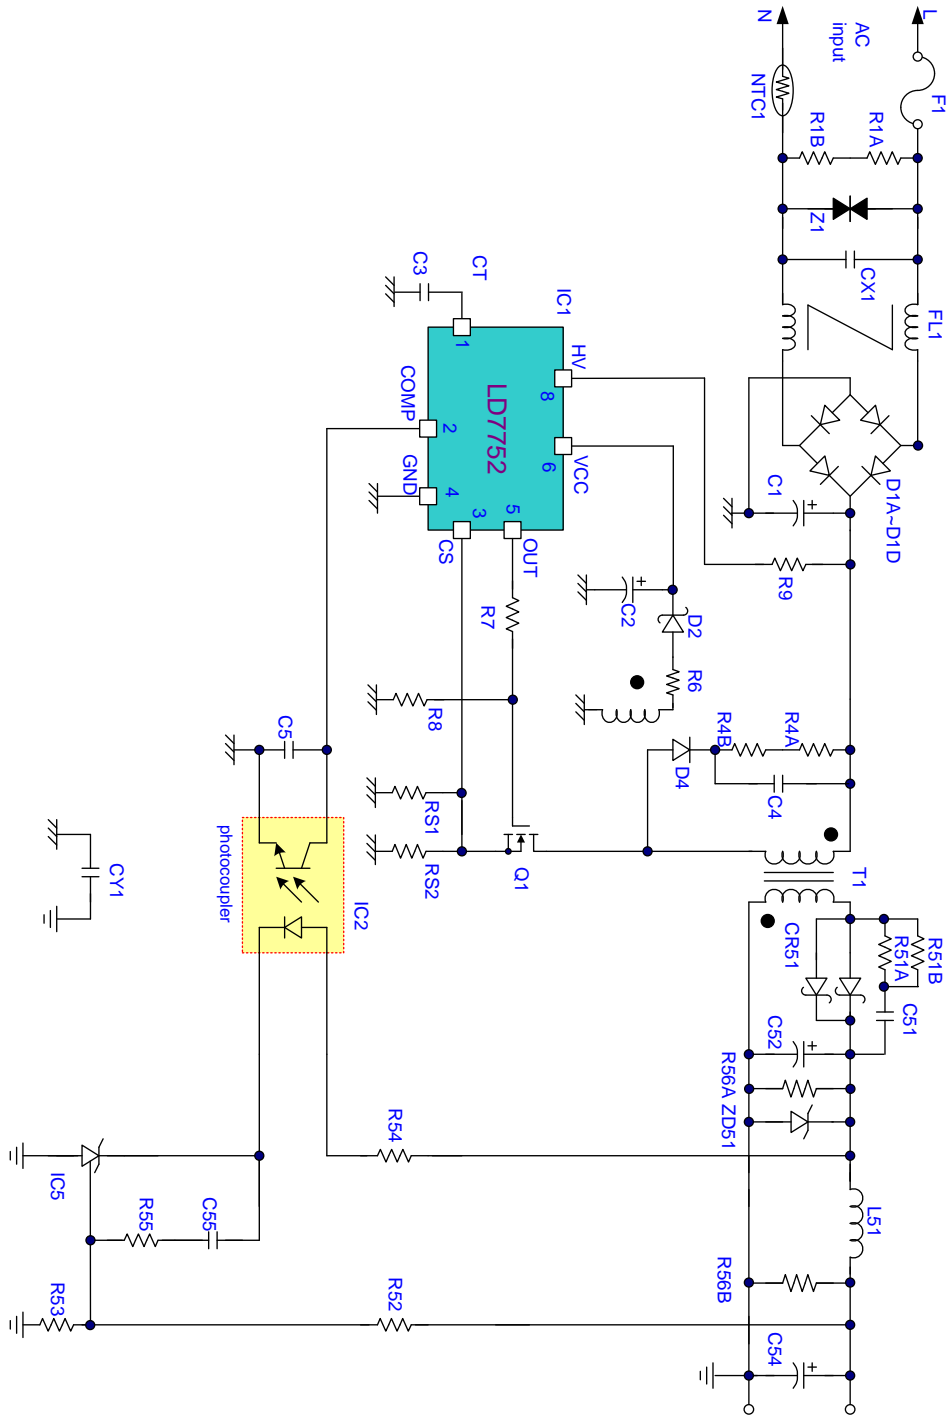 L
F1
N
AC
input
NTC1
R1A
R1B
Z1
CX1
FL1
D1A~D1D
C1
R9
CT
C3
IC1
HV
VCC
COMP
GND
CS
OUT
LD7752
1
2
3
4
5
6
8
C2
D2
R6
R7
R8
RS1
RS2
R4A
R4B
C4
D4
Q1
T1
CR51
R51A
R51B
C51
C52
R56A
ZD51
L51
R56B
C54
C5
IC2
photocoupler
CY1
R54
IC5
R55
C55
R52
R53